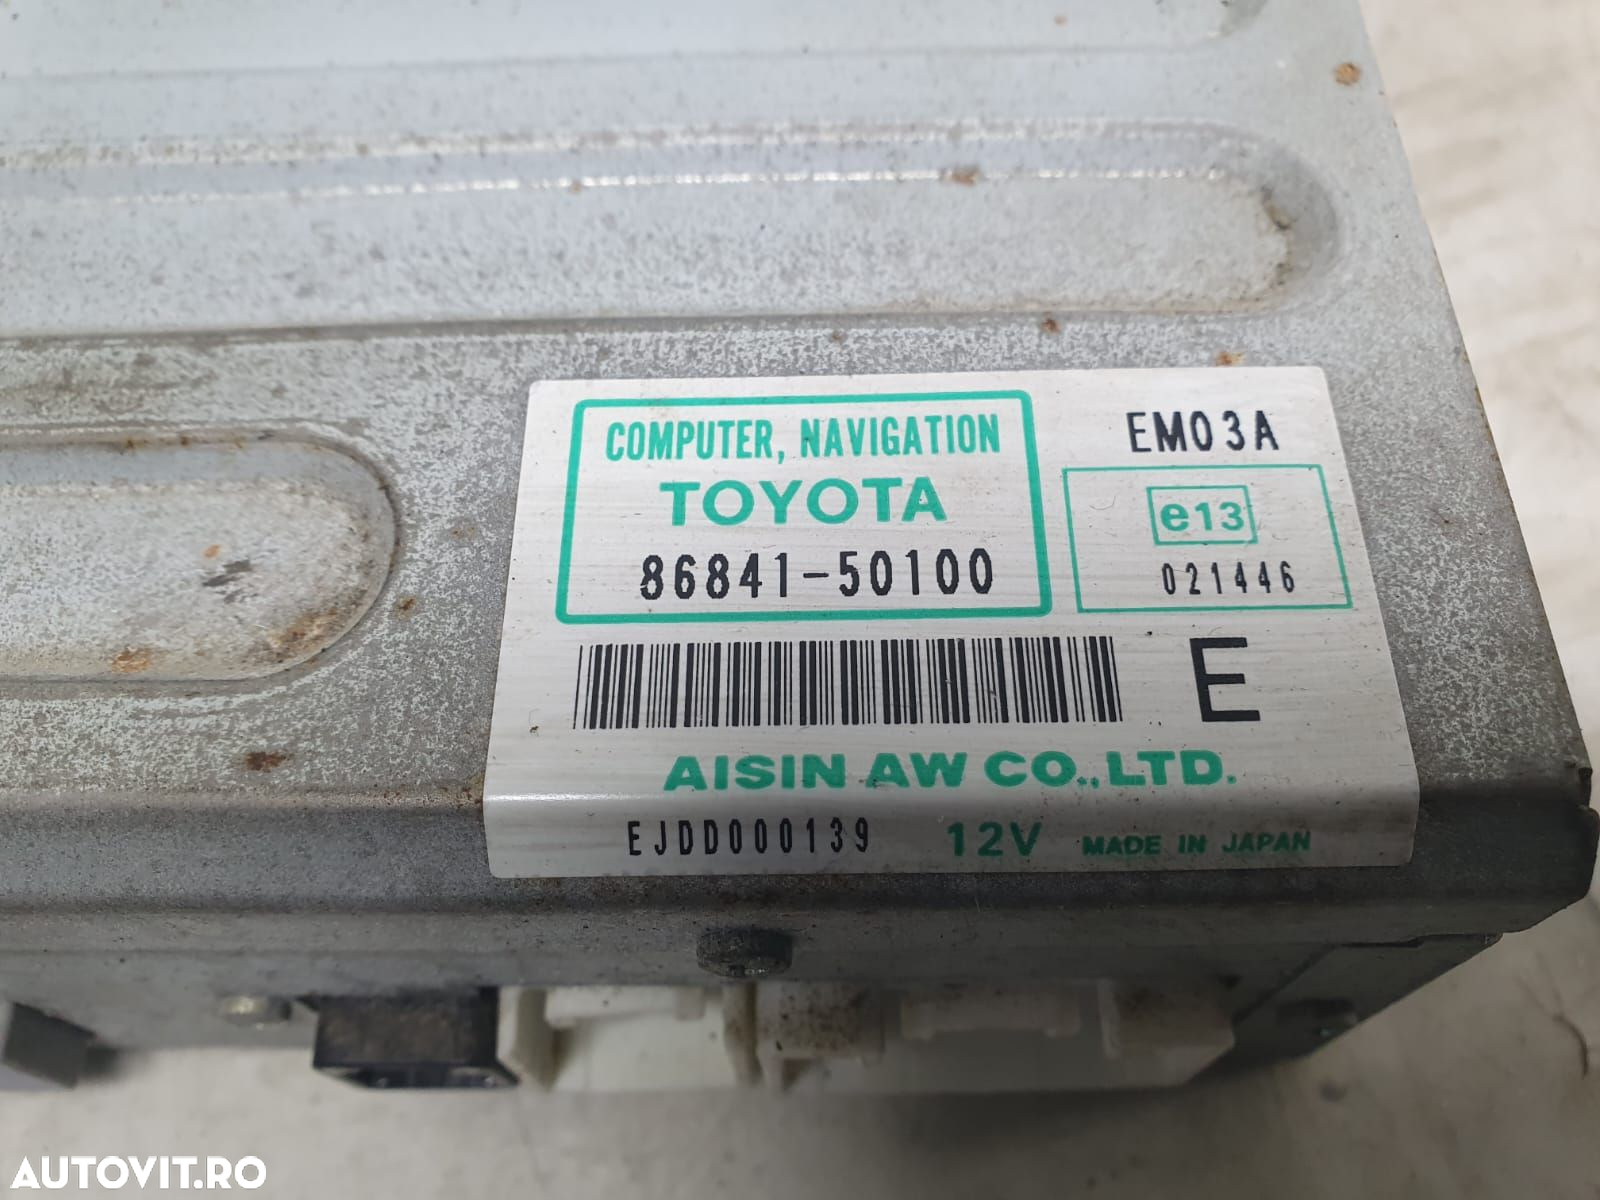 COMPUTER, NAVIGATION
TOYOTA
86841-50100
EM03A
e13
021446
E
AISIN AW CO., LTD.
EJDD000139 12V MADE IN JAPAN
AUTOVIT.RO